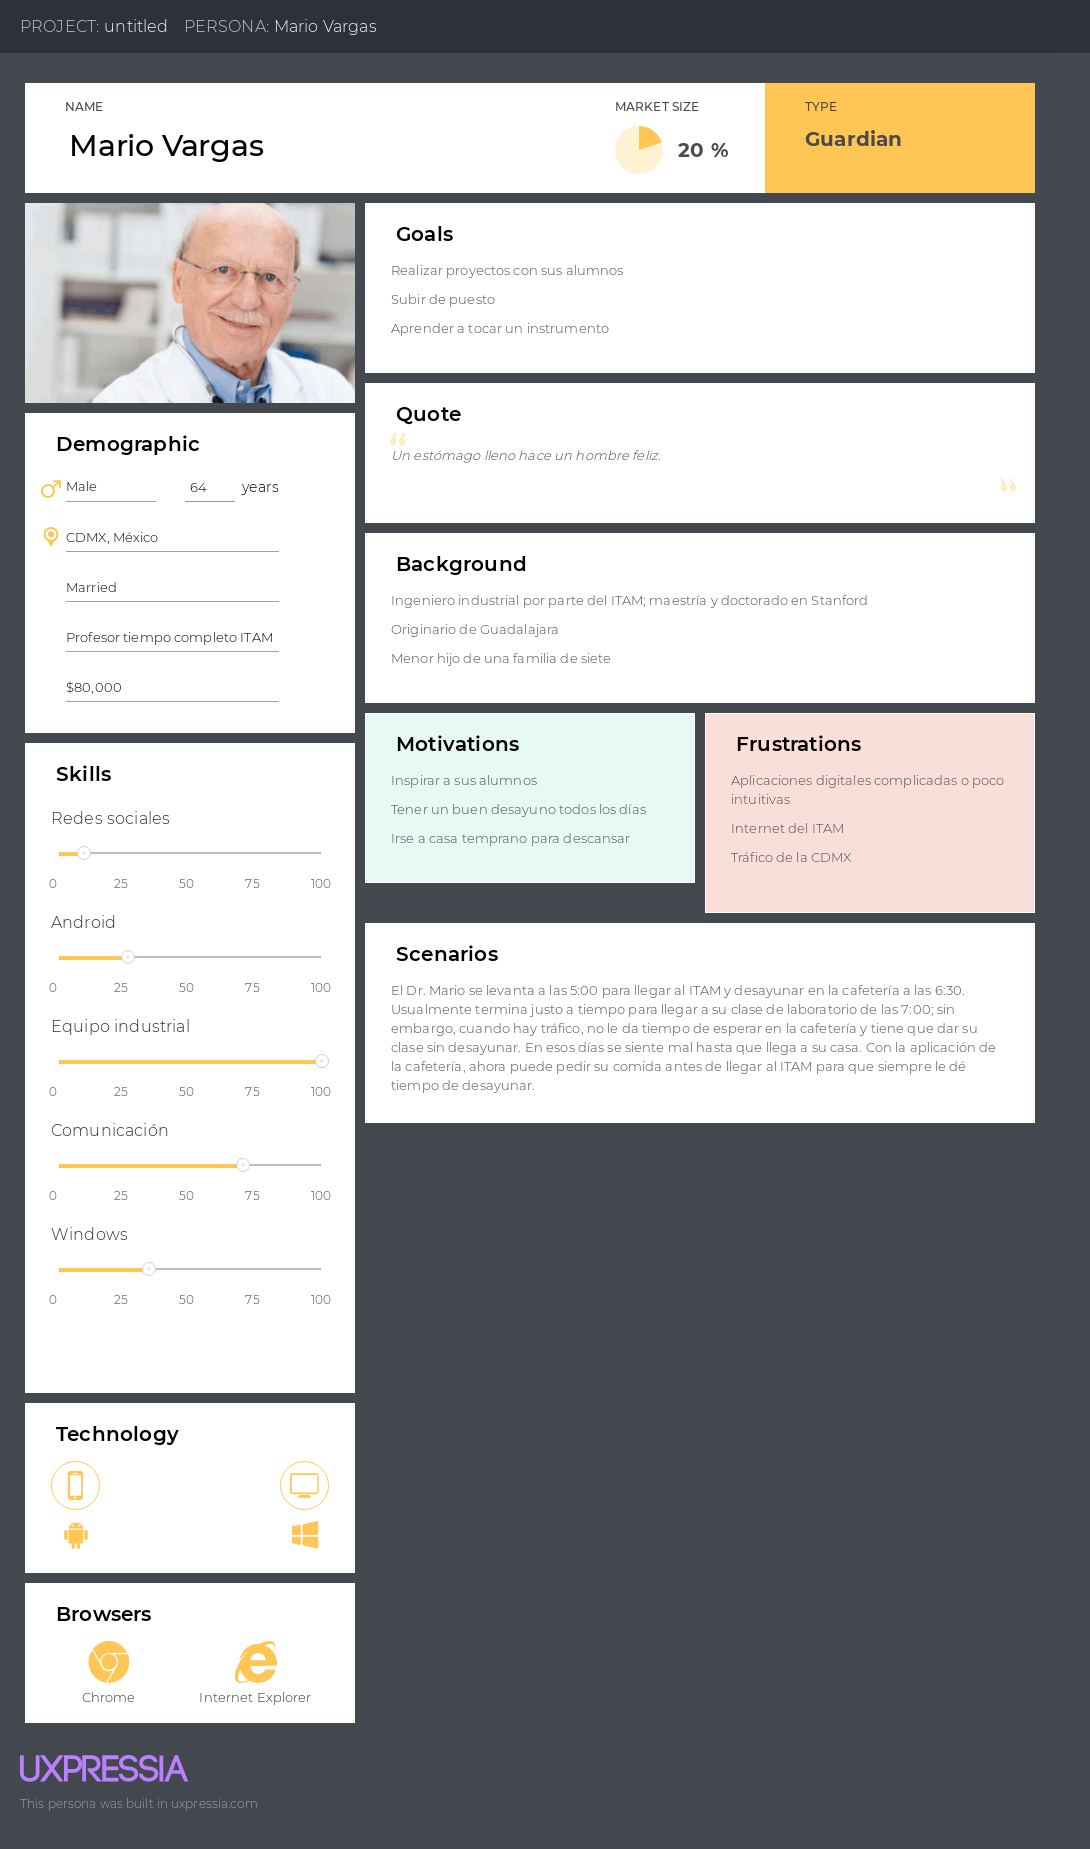 PROJECT: untitled PERSONA: Mario Vargas
NAME
Mario Vargas
MARKET SIZE
20 %
TYPE
Guardian
Demographic
Male 64 years
CDMX, México
Married
Profesor tiempo completo ITAM
$80,000
Skills
Redes sociales
0 25 50 75 100
Android
0 25 50 75 100
Equipo industrial
0 25 50 75 100
Comunicación
0 25 50 75 100
Windows
0 25 50 75 100
Technology
Browsers
Chrome
Internet Explorer
Goals
Realizar proyectos con sus alumnos
Subir de puesto
Aprender a tocar un instrumento
Quote
“
Un estómago lleno hace un hombre feliz.
”
Background
Ingeniero industrial por parte del ITAM; maestría y doctorado en Stanford
Originario de Guadalajara
Menor hijo de una familia de siete
Motivations
Inspirar a sus alumnos
Tener un buen desayuno todos los días
Irse a casa temprano para descansar
Frustrations
Aplicaciones digitales complicadas o poco
intuitivas
Internet del ITAM
Tráfico de la CDMX
Scenarios
El Dr. Mario se levanta a las 5:00 para llegar al ITAM y desayunar en la cafetería a las 6:30.
Usualmente termina justo a tiempo para llegar a su clase de laboratorio de las 7:00; sin
embargo, cuando hay tráfico, no le da tiempo de esperar en la cafetería y tiene que dar su
clase sin desayunar. En esos días se siente mal hasta que llega a su casa. Con la aplicación de
la cafetería, ahora puede pedir su comida antes de llegar al ITAM para que siempre le dé
tiempo de desayunar.
UXPRESSIA
This persona was built in uxpressia.com